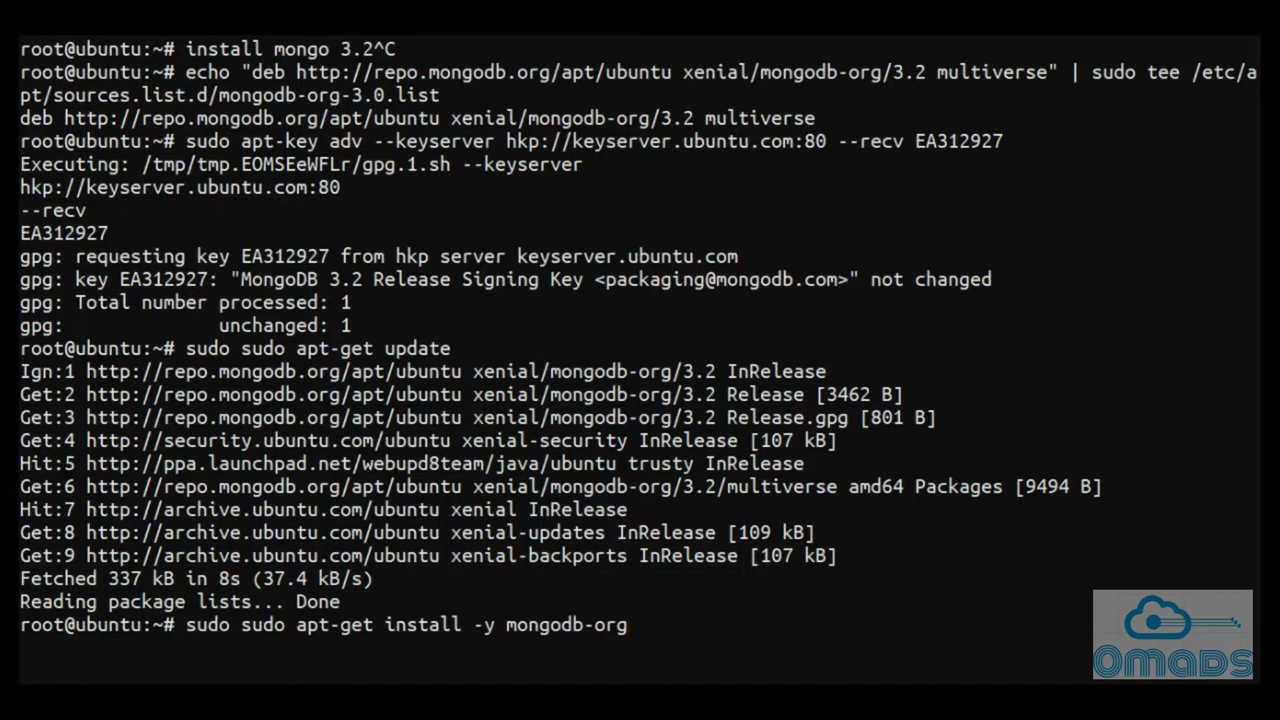 root@ubuntu:~# install mongo 3.2^C
root@ubuntu:~# echo "deb http://repo.mongodb.org/apt/ubuntu xenial/mongodb-org/3.2 multiverse" | sudo tee /etc/a
pt/sources.list.d/mongodb-org-3.0.list
deb http://repo.mongodb.org/apt/ubuntu xenial/mongodb-org/3.2 multiverse
root@ubuntu:~# sudo apt-key adv --keyserver hkp://keyserver.ubuntu.com:80 --recv EA312927
Executing: /tmp/tmp.EOMSEeWFLr/gpg.1.sh --keyserver
hkp://keyserver.ubuntu.com:80
--recv
EA312927
gpg: requesting key EA312927 from hkp server keyserver.ubuntu.com
gpg: key EA312927: "MongoDB 3.2 Release Signing Key <packaging@mongodb.com>" not changed
gpg: Total number processed: 1
gpg:              unchanged: 1
root@ubuntu:~# sudo sudo apt-get update
Ign:1 http://repo.mongodb.org/apt/ubuntu xenial/mongodb-org/3.2 InRelease
Get:2 http://repo.mongodb.org/apt/ubuntu xenial/mongodb-org/3.2 Release [3462 B]
Get:3 http://repo.mongodb.org/apt/ubuntu xenial/mongodb-org/3.2 Release.gpg [801 B]
Get:4 http://security.ubuntu.com/ubuntu xenial-security InRelease [107 kB]
Hit:5 http://ppa.launchpad.net/webupd8team/java/ubuntu trusty InRelease
Get:6 http://repo.mongodb.org/apt/ubuntu xenial/mongodb-org/3.2/multiverse amd64 Packages [9494 B]
Hit:7 http://archive.ubuntu.com/ubuntu xenial InRelease
Get:8 http://archive.ubuntu.com/ubuntu xenial-updates InRelease [109 kB]
Get:9 http://archive.ubuntu.com/ubuntu xenial-backports InRelease [107 kB]
Fetched 337 kB in 8s (37.4 kB/s)
Reading package lists... Done
root@ubuntu:~# sudo sudo apt-get install -y mongodb-org
Omads